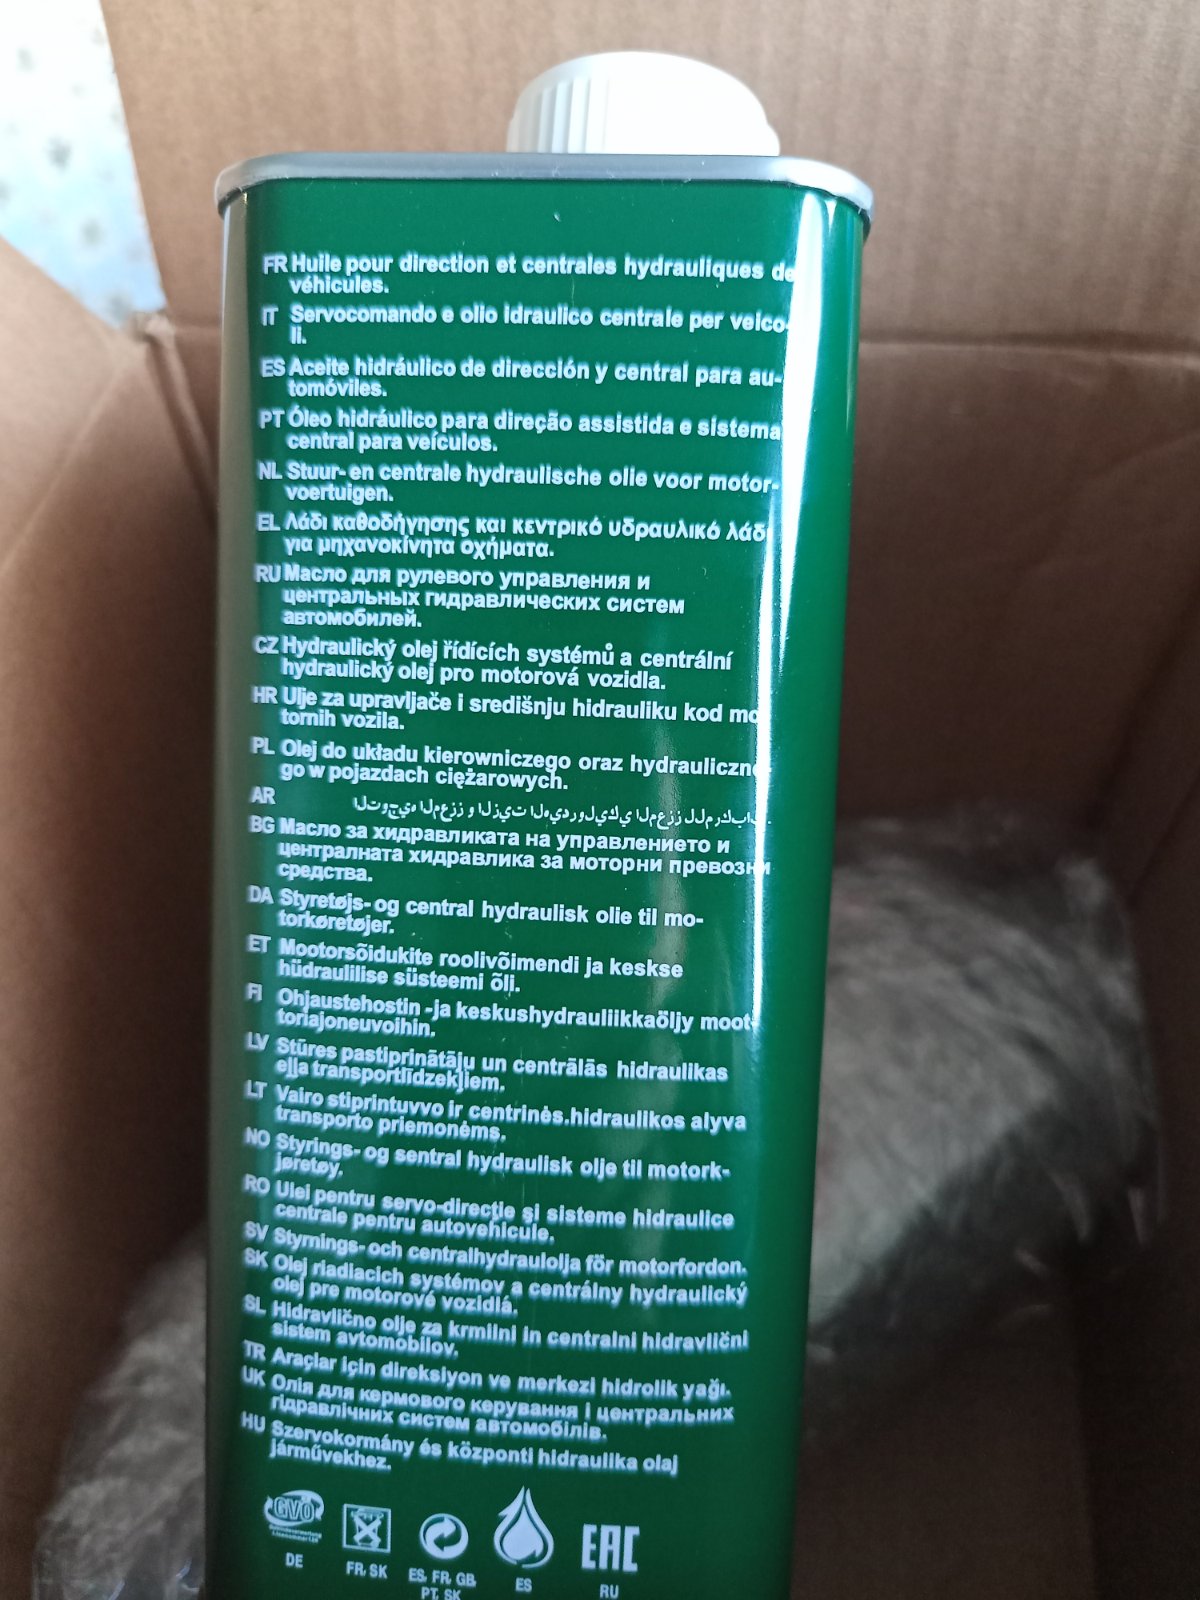 FR Huile pour direction et centrales hydrauliques de
véhicules.
IT Servocomando e olio idraulico centrale per veico-
li.
ES Aceite hidráulico de dirección y central para au-
tomóviles.
PT Óleo hidráulico para direção assistida e sistema
central para veículos.
NL Stuur- en centrale hydraulische olie voor motor-
voertuigen.
EL Λάδι καθοδήγησης και κεντρικό υδραυλικό λάδι
για μηχανοκίνητα οχήματα.
RU Масло для рулевого управления и
центральных гидравлических систем
автомобилей.
CZ Hydraulický olej řídících systémů a centrální
hydraulický olej pro motorová vozidla.
HR Ulje za upravljače i središnju hidrauliku kod mo
tornih vozila.
PL Olej do układu kierowniczego oraz hydrauliczne
go w pojazdach ciężarowych.
AR
BG Масло за хидравликата на управлението и
централната хидравлика за моторни превозни
средства.
DA Styretøjs- og central hydraulisk olie til mo-
torkøretøjer.
ET Mootorsõidukite roolivõimendi ja keskse
hüdraulilise süsteemi õli.
FI Ohjaustehostin -ja keskushydrauliikkaöljy moot-
toriajoneuvoihin.
LV Stūres pastiprinātāju un centrālās hidraulikas
eļļa transportlīdzekļiem.
LT Vairo stiprintuvvo ir centrinės.hidraulikos alyva
transporto priemonėms.
NO Styrings- og sentral hydraulisk olje til motork-
jøretøy.
RO Ulei pentru servo-direcție și sisteme hidraulice
centrale pentru autovehicule.
SV Styrnings- och centralhydraulolja för motorfordon.
SK Olej riadiacich systémov a centrálny hydraulický
olej pre motorové vozidlá.
SL Hidravlično olje za krmilni in centralni hidravlični
sistem avtomobilov.
TR Araçlar için direksiyon ve merkezi hidrolik yağı.
UK Олія для кермового керування і центральних
гідравлічних систем автомобілів.
HU Szervokormány és központi hidraulika olaj
járművekhez.
GVÖ
EAC
DE
FR, SK
ES, FR, GB,
PT, SK
ES
RU